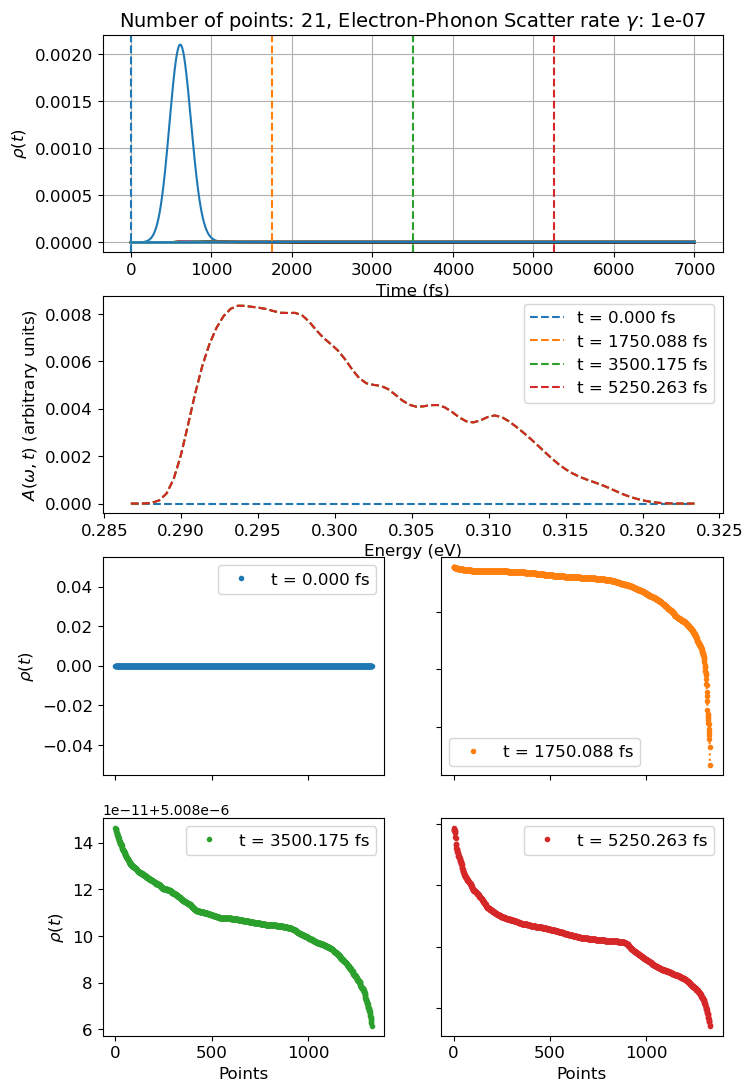 Number of points: 21, Electron-Phonon Scatter rate γ: 1e-07
0.0020
0.0015
0.0010
0.0005
0.0000
ρ(t)
0 1000 2000 3000 4000 5000 6000 7000
Time (fs)
0.008
0.006
0.004
0.002
0.000
A(ω, t) (arbitrary units)
t = 0.000 fs
t = 1750.088 fs
t = 3500.175 fs
t = 5250.263 fs
0.285 0.290 0.295 0.300 0.305 0.310 0.315 0.320 0.325
Energy (eV)
0.04
0.02
0.00
−0.02
−0.04
ρ(t)
t = 0.000 fs
t = 1750.088 fs
1e−11+5.008e−6
14
12
10
8
6
ρ(t)
t = 3500.175 fs
0 500 1000
Points
t = 5250.263 fs
0 500 1000
Points